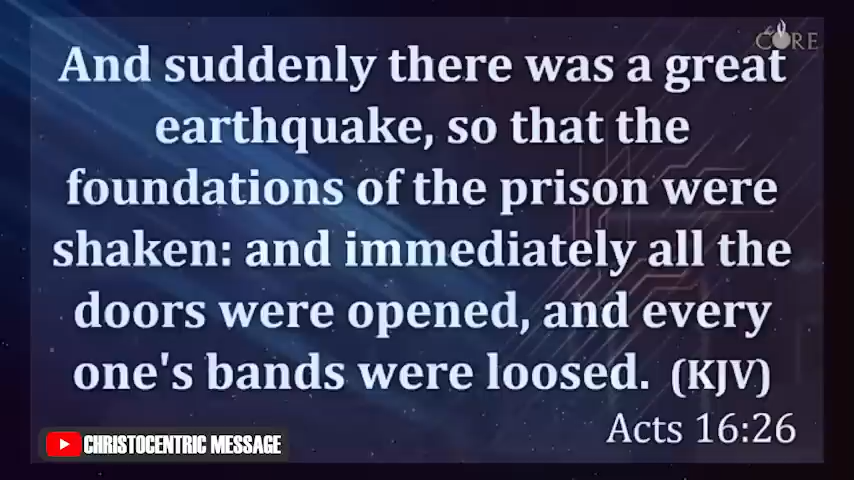 CORE
And suddenly there was a great
earthquake, so that the
foundations of the prison were
shaken: and immediately all the
doors were opened, and every
one's bands were loosed. (KJV)
Acts 16:26
CHRISTOCENTRIC MESSAGE